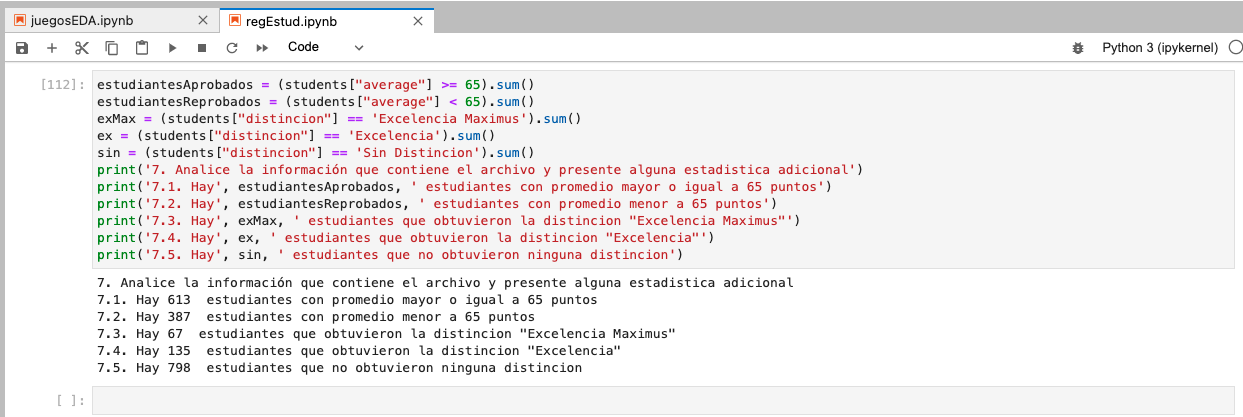 juegosEDA.ipynb
regEstud.ipynb
Code
Python 3 (ipykernel)
[112]:
estudiantesAprobados = (students["average"] >= 65).sum()
estudiantesReprobados = (students["average"] < 65).sum()
exMax = (students["distincion"] == 'Excelencia Maximus').sum()
ex = (students["distincion"] == 'Excelencia').sum()
sin = (students["distincion"] == 'Sin Distincion').sum()
print('7. Analice la información que contiene el archivo y presente alguna estadistica adicional')
print('7.1. Hay', estudiantesAprobados, ' estudiantes con promedio mayor o igual a 65 puntos')
print('7.2. Hay', estudiantesReprobados, ' estudiantes con promedio menor a 65 puntos')
print('7.3. Hay', exMax, ' estudiantes que obtuvieron la distincion "Excelencia Maximus"')
print('7.4. Hay', ex, ' estudiantes que obtuvieron la distincion "Excelencia"')
print('7.5. Hay', sin, ' estudiantes que no obtuvieron ninguna distincion')
7. Analice la información que contiene el archivo y presente alguna estadistica adicional
7.1. Hay 613  estudiantes con promedio mayor o igual a 65 puntos
7.2. Hay 387  estudiantes con promedio menor a 65 puntos
7.3. Hay 67  estudiantes que obtuvieron la distincion "Excelencia Maximus"
7.4. Hay 135  estudiantes que obtuvieron la distincion "Excelencia"
7.5. Hay 798  estudiantes que no obtuvieron ninguna distincion
[ ]: